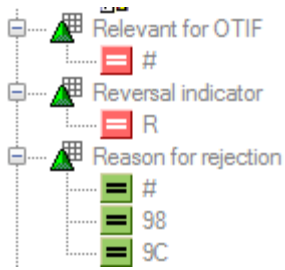 Relevant for OTIF
#
Reversal indicator
R
Reason for rejection
#
98
9C